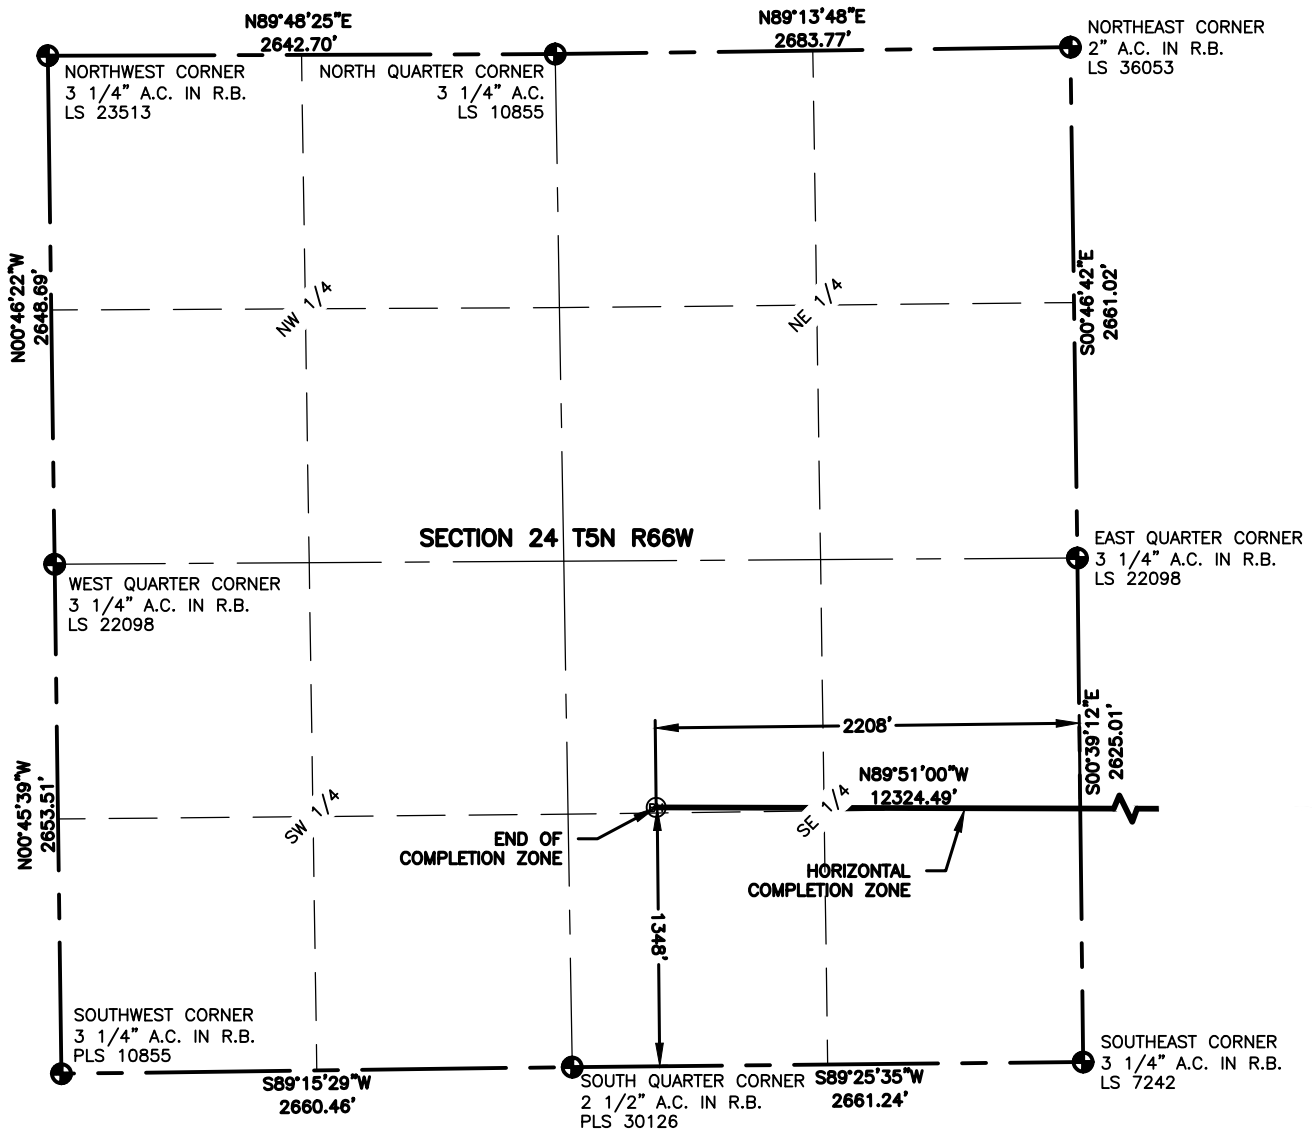 N89°48'25"E
2642.70'
N89°13'48"E
2683.77'
NORTHEAST CORNER
2" A.C. IN R.B.
LS 36053
NORTHWEST CORNER
3 1/4" A.C. IN R.B.
LS 23513
NORTH QUARTER CORNER
3 1/4" A.C.
LS 10855
N00°46'22"W
2648.69'
NW 1/4
NE 1/4
S00°46'42"E
2661.02'
SECTION 24 T5N R66W
EAST QUARTER CORNER
3 1/4" A.C. IN R.B.
LS 22098
WEST QUARTER CORNER
3 1/4" A.C. IN R.B.
LS 22098
2208'
S00°39'12"E
2625.01'
N89°51'00"W
12324.49'
N00°45'39"W
2653.51'
SW 1/4
SE 1/4
END OF
COMPLETION ZONE
HORIZONTAL
COMPLETION ZONE
1348'
SOUTHWEST CORNER
3 1/4" A.C. IN R.B.
PLS 10855
SOUTHEAST CORNER
3 1/4" A.C. IN R.B.
LS 7242
S89°15'29"W
2660.46'
SOUTH QUARTER CORNER
2 1/2" A.C. IN R.B.
PLS 30126
S89°25'35"W
2661.24'